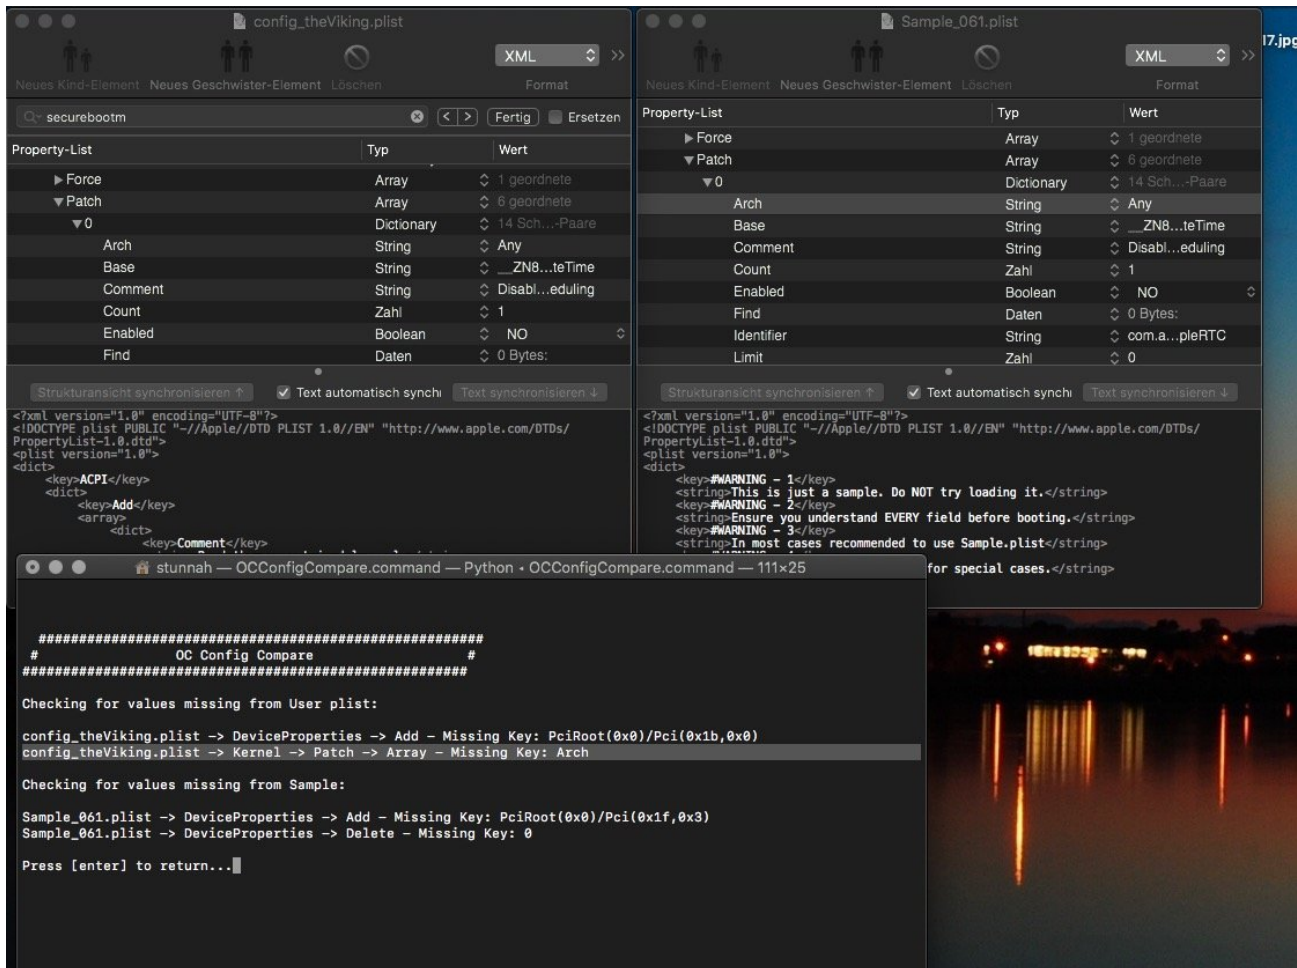 config_theViking.plist
XML
Neues Kind-Element Neues Geschwister-Element Löschen Format
securebootm Fertig Ersetzen
Property-List Typ Wert
Force Array 1 geordnete
Patch Array 6 geordnete
0 Dictionary 14 Sch...-Paare
Arch String Any
Base String __ZN8...teTime
Comment String Disabl...eduling
Count Zahl 1
Enabled Boolean NO
Find Daten 0 Bytes:
Strukturansicht synchronisieren ↑ Text automatisch synchı Text synchronisieren ↓
<?xml version="1.0" encoding="UTF-8"?>
<!DOCTYPE plist PUBLIC "-//Apple//DTD PLIST 1.0//EN" "http://www.apple.com/DTDs/
PropertyList-1.0.dtd">
<plist version="1.0">
<dict>
<key>ACPI</key>
<dict>
<key>Add</key>
<array>
<dict>
<key>Comment</key>
Sample_061.plist
XML
Neues Kind-Element Neues Geschwister-Element Löschen Format
Property-List Typ Wert
Force Array 1 geordnete
Patch Array 6 geordnete
0 Dictionary 14 Sch...-Paare
Arch String Any
Base String __ZN8...teTime
Comment String Disabl...eduling
Count Zahl 1
Enabled Boolean NO
Find Daten 0 Bytes:
Identifier String com.a...pleRTC
Limit Zahl 0
Strukturansicht synchronisieren ↑ Text automatisch synchı Text synchronisieren ↓
<?xml version="1.0" encoding="UTF-8"?>
<!DOCTYPE plist PUBLIC "-//Apple//DTD PLIST 1.0//EN" "http://www.apple.com/DTDs/
PropertyList-1.0.dtd">
<plist version="1.0">
<dict>
<key>#WARNING - 1</key>
<string>This is just a sample. Do NOT try loading it.</string>
<key>#WARNING - 2</key>
<string>Ensure you understand EVERY field before booting.</string>
<key>#WARNING - 3</key>
<string>In most cases recommended to use Sample.plist</string>
for special cases.</string>
l7.jpg
stunnah — OCConfigCompare.command — Python ◂ OCConfigCompare.command — 111×25
#######################################################
# OC Config Compare #
#######################################################
Checking for values missing from User plist:
config_theViking.plist -> DeviceProperties -> Add - Missing Key: PciRoot(0x0)/Pci(0x1b,0x0)
config_theViking.plist -> Kernel -> Patch -> Array - Missing Key: Arch
Checking for values missing from Sample:
Sample_061.plist -> DeviceProperties -> Add - Missing Key: PciRoot(0x0)/Pci(0x1f,0x3)
Sample_061.plist -> DeviceProperties -> Delete - Missing Key: 0
Press [enter] to return...